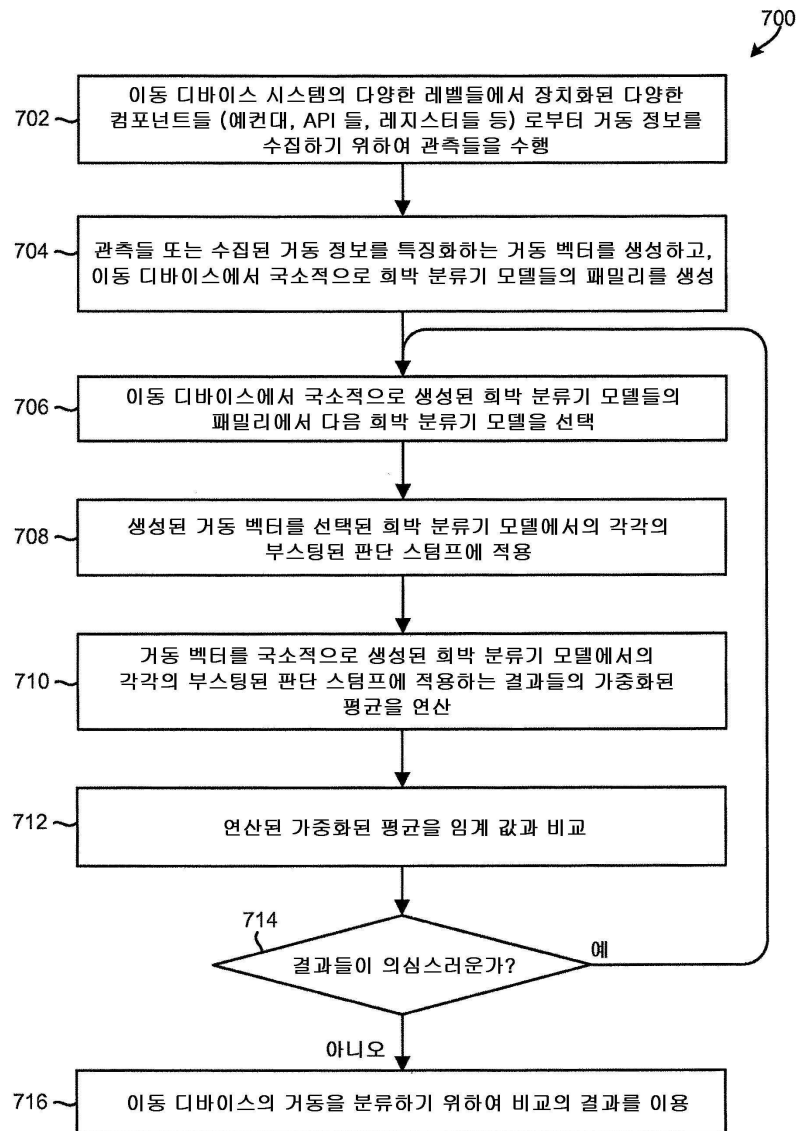 700
702
이동 디바이스 시스템의 다양한 레벨들에서 장치화된 다양한
컴포넌트들 (예컨대, API 들, 레지스터들 등) 로부터 거동 정보를
수집하기 위하여 관측들을 수행
704
관측들 또는 수집된 거동 정보를 특징화하는 거동 벡터를 생성하고,
이동 디바이스에서 국소적으로 희박 분류기 모델들의 패밀리를 생성
706
이동 디바이스에서 국소적으로 생성된 희박 분류기 모델들의
패밀리에서 다음 희박 분류기 모델을 선택
708
생성된 거동 벡터를 선택된 희박 분류기 모델에서의 각각의
부스팅된 판단 스텀프에 적용
710
거동 벡터를 국소적으로 생성된 희박 분류기 모델에서의
각각의 부스팅된 판단 스텀프에 적용하는 결과들의 가중화된
평균을 연산
712
연산된 가중화된 평균을 임계 값과 비교
714
결과들이 의심스러운가?
예
아니오
716
이동 디바이스의 거동을 분류하기 위하여 비교의 결과를 이용